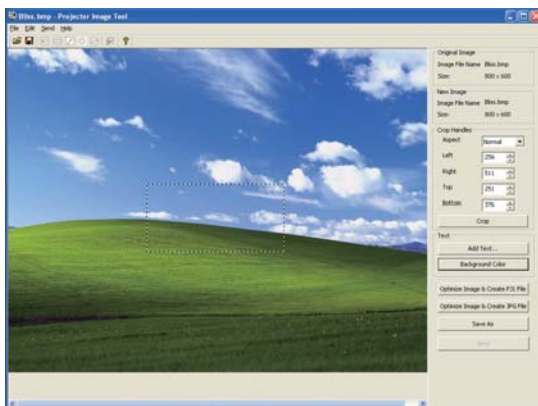 Bliss.bmp - Projector Image Tool
File Edit Send Help
Original Image
Image File Name Bliss.bmp
Size: 800 x 600
New Image
Image File Name Bliss.bmp
Size: 800 x 600
Crop Handles
Aspect Normal
Left 256
Right 511
Top 251
Bottom 376
Crop
Text
Add Text...
Background Color
Optimize Image & Create PJI File
Optimize Image & Create JPG File
Save As
Send